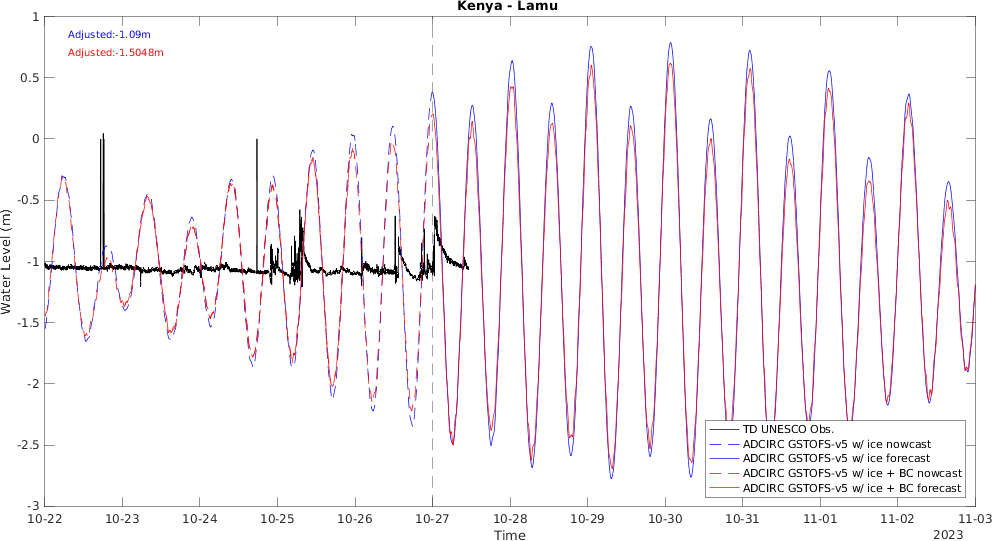 Kenya - Lamu
Adjusted:-1.09m
Adjusted:-1.5048m
Water Level (m)
1
0.5
0
-0.5
-1
-1.5
-2
-2.5
-3
TD UNESCO Obs.
ADCIRC GSTOFS-v5 w/ ice nowcast
ADCIRC GSTOFS-v5 w/ ice forecast
ADCIRC GSTOFS-v5 w/ ice + BC nowcast
ADCIRC GSTOFS-v5 w/ ice + BC forecast
10-22 10-23 10-24 10-25 10-26 10-27 10-28 10-29 10-30 10-31 11-01 11-02 11-03
Time
2023